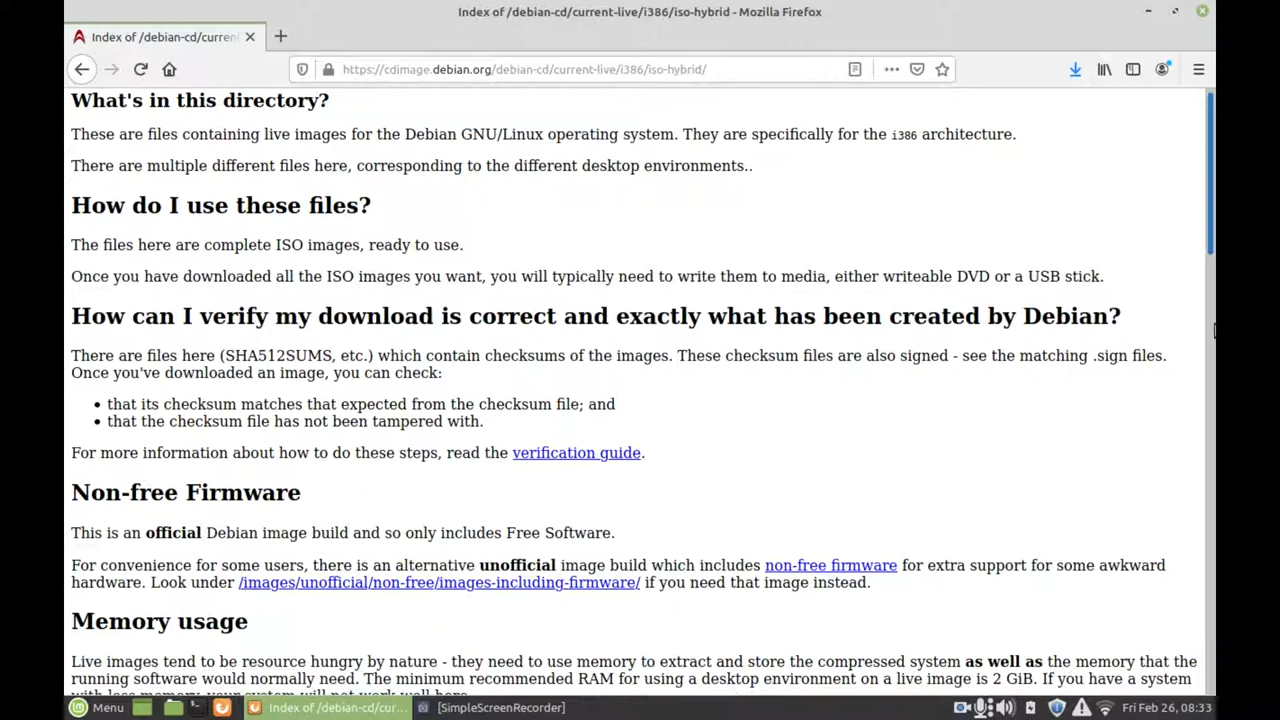 Index of /debian-cd/current-live/i386/iso-hybrid - Mozilla Firefox
Index of /debian-cd/current
https://cdimage.debian.org/debian-cd/current-live/i386/iso-hybrid/
What's in this directory?
These are files containing live images for the Debian GNU/Linux operating system. They are specifically for the i386 architecture.
There are multiple different files here, corresponding to the different desktop environments..
How do I use these files?
The files here are complete ISO images, ready to use.
Once you have downloaded all the ISO images you want, you will typically need to write them to media, either writeable DVD or a USB stick.
How can I verify my download is correct and exactly what has been created by Debian?
There are files here (SHA512SUMS, etc.) which contain checksums of the images. These checksum files are also signed - see the matching .sign files.
Once you've downloaded an image, you can check:
• that its checksum matches that expected from the checksum file; and
• that the checksum file has not been tampered with.
For more information about how to do these steps, read the verification guide.
Non-free Firmware
This is an official Debian image build and so only includes Free Software.
For convenience for some users, there is an alternative unofficial image build which includes non-free firmware for extra support for some awkward
hardware. Look under /images/unofficial/non-free/images-including-firmware/ if you need that image instead.
Memory usage
Live images tend to be resource hungry by nature - they need to use memory to extract and store the compressed system as well as the memory that the
running software would normally need. The minimum recommended RAM for using a desktop environment on a live image is 2 GiB. If you have a system
with less memory, your system will not work well here.
Menu
Index of /debian-cd/cur...
[SimpleScreenRecorder]
Fri Feb 26, 08:33